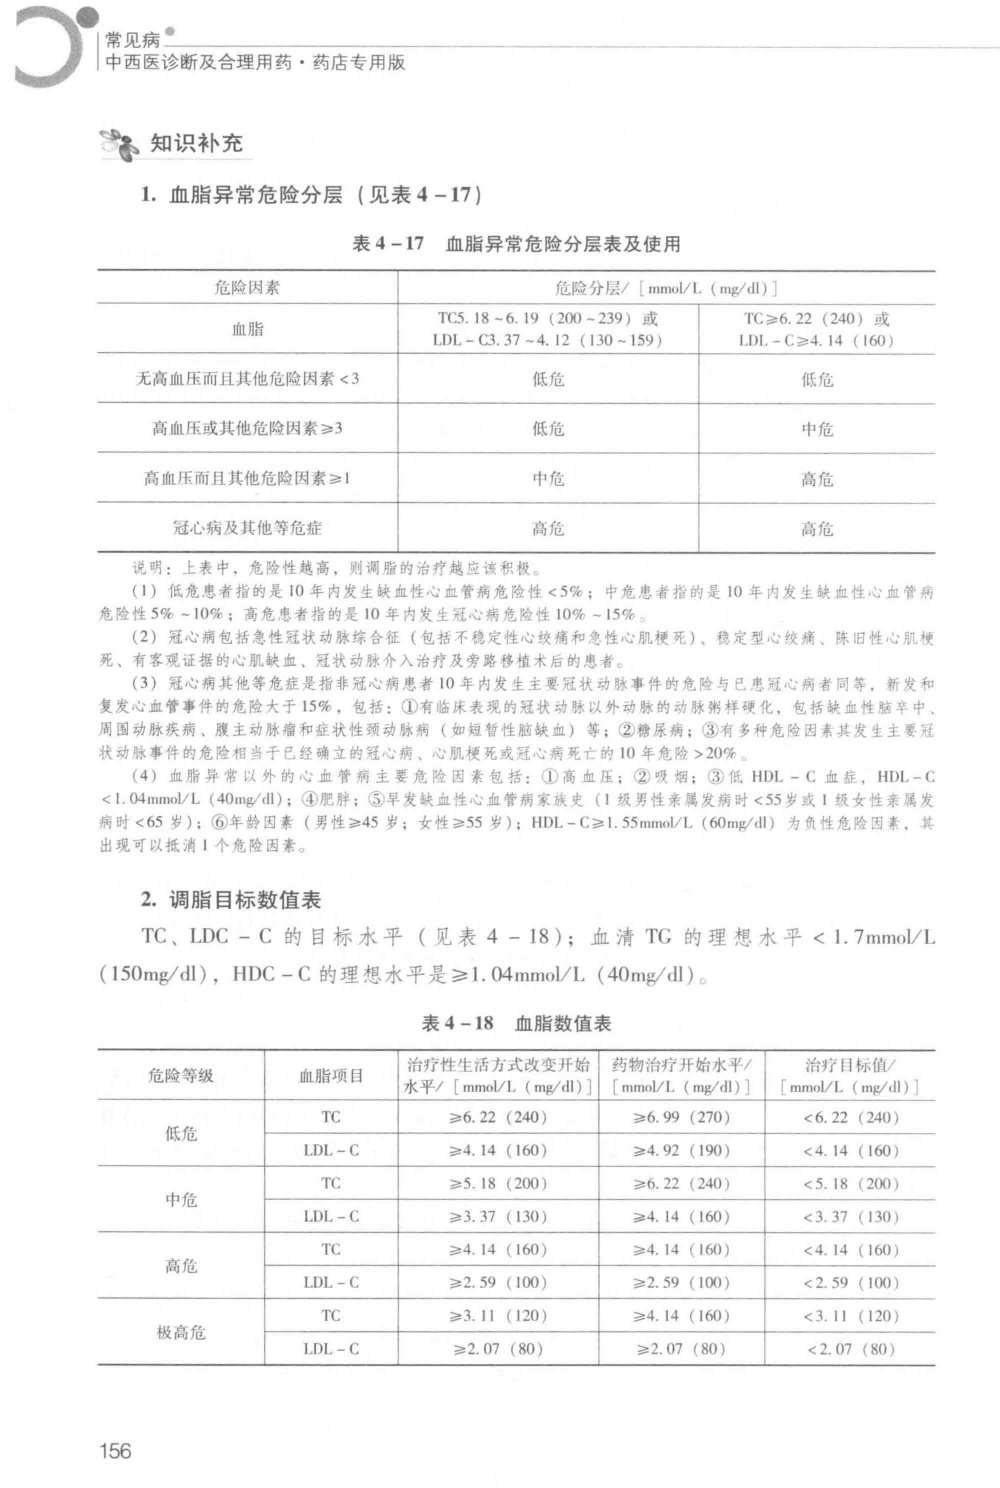 常见病
中西医诊断及合理用药·药店专用版
知识补充
1. 血脂异常危险分层（见表 4－17）
表 4－17 血脂异常危险分层表及使用
危险因素 危险分层/［mmol/L（mg/dl）］
血脂 TC5.18～6.19（200～239）或 LDL－C3.37～4.12（130～159） TC≥6.22（240）或 LDL－C≥4.14（160）
无高血压而且其他危险因素<3 低危 低危
高血压或其他危险因素≥3 低危 中危
高血压而且其他危险因素≥1 中危 高危
冠心病及其他等危症 高危 高危
说明：上表中，危险性越高，则调脂的治疗越应该积极。
（1）低危患者指的是 10 年内发生缺血性心血管病危险性<5%；中危患者指的是 10 年内发生缺血性心血管病
危险性 5%～10%；高危患者指的是 10 年内发生冠心病危险性 10%～15%。
（2）冠心病包括急性冠状动脉综合征（包括不稳定性心绞痛和急性心肌梗死）、稳定型心绞痛、陈旧性心肌梗
死、有客观证据的心肌缺血、冠状动脉介入治疗及旁路移植术后的患者。
（3）冠心病其他等危症是指非冠心病患者 10 年内发生主要冠状动脉事件的危险与已患冠心病者同等，新发和
复发心血管事件的危险大于 15%，包括：①有临床表现的冠状动脉以外动脉的动脉粥样硬化，包括缺血性脑卒中、
周围动脉疾病、腹主动脉瘤和症状性颈动脉病（如短暂性脑缺血）等；②糖尿病；③有多种危险因素其发生主要冠
状动脉事件的危险相当于已经确立的冠心病、心肌梗死或冠心病死亡的 10 年危险>20%。
（4）血脂异常以外的心血管病主要危险因素包括：①高血压；②吸烟；③低 HDL－C 血症，HDL－C
<1.04mmol/L（40mg/dl）；④肥胖；⑤早发缺血性心血管病家族史（1 级男性亲属发病时<55岁或 1 级女性亲属发
病时<65 岁）；⑥年龄因素（男性≥45 岁；女性≥55 岁）；HDL－C≥1.55mmol/L（60mg/dl）为负性危险因素，其
出现可以抵消 1 个危险因素。
2. 调脂目标数值表
TC、LDC－C 的目标水平（见表 4－18）；血清 TG 的理想水平<1.7mmol/L
（150mg/dl），HDC－C 的理想水平是≥1.04mmol/L（40mg/dl）。
表 4－18 血脂数值表
危险等级 血脂项目 治疗性生活方式改变开始水平/［mmol/L（mg/dl）］ 药物治疗开始水平/［mmol/L（mg/dl）］ 治疗目标值/［mmol/L（mg/dl）］
低危 TC ≥6.22（240） ≥6.99（270） <6.22（240）
LDL－C ≥4.14（160） ≥4.92（190） <4.14（160）
中危 TC ≥5.18（200） ≥6.22（240） <5.18（200）
LDL－C ≥3.37（130） ≥4.14（160） <3.37（130）
高危 TC ≥4.14（160） ≥4.14（160） <4.14（160）
LDL－C ≥2.59（100） ≥2.59（100） <2.59（100）
极高危 TC ≥3.11（120） ≥4.14（160） <3.11（120）
LDL－C ≥2.07（80） ≥2.07（80） <2.07（80）
156